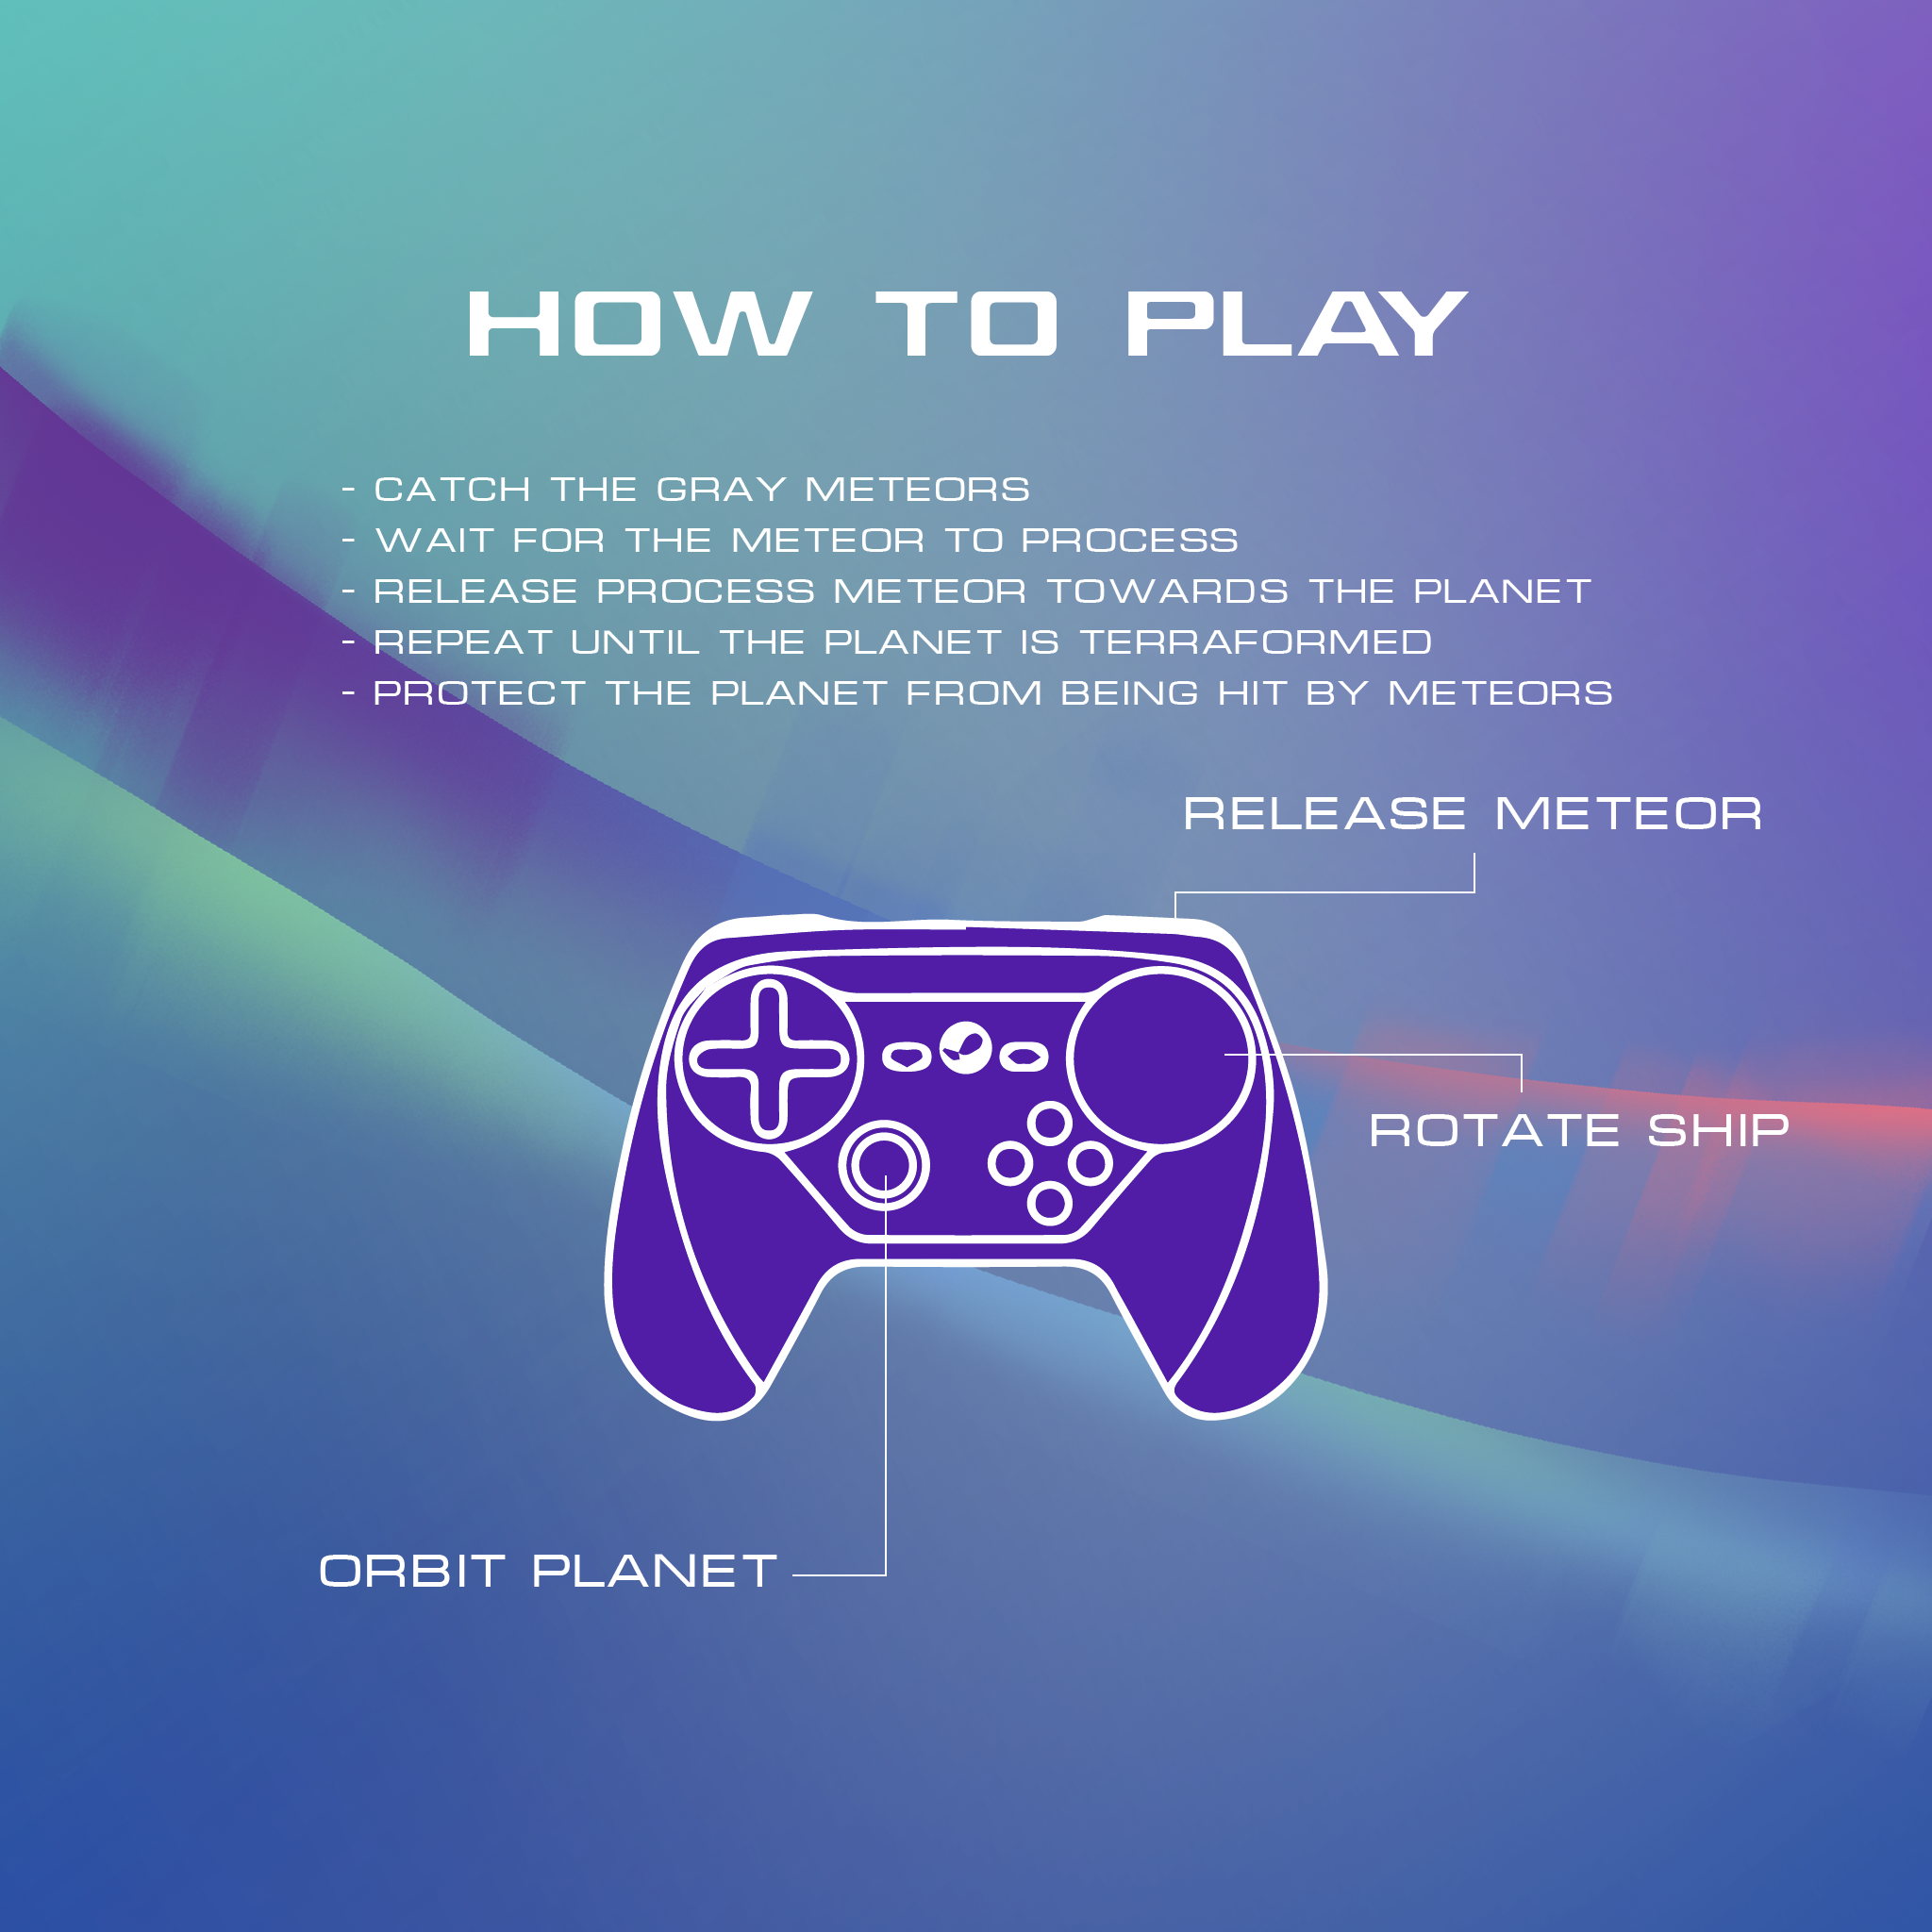 HOW TO PLAY
- CATCH THE GRAY METEORS
- WAIT FOR THE METEOR TO PROCESS
- RELEASE PROCESS METEOR TOWARDS THE PLANET
- REPEAT UNTIL THE PLANET IS TERRAFORMED
- PROTECT THE PLANET FROM BEING HIT BY METEORS
RELEASE METEOR
ROTATE SHIP
ORBIT PLANET